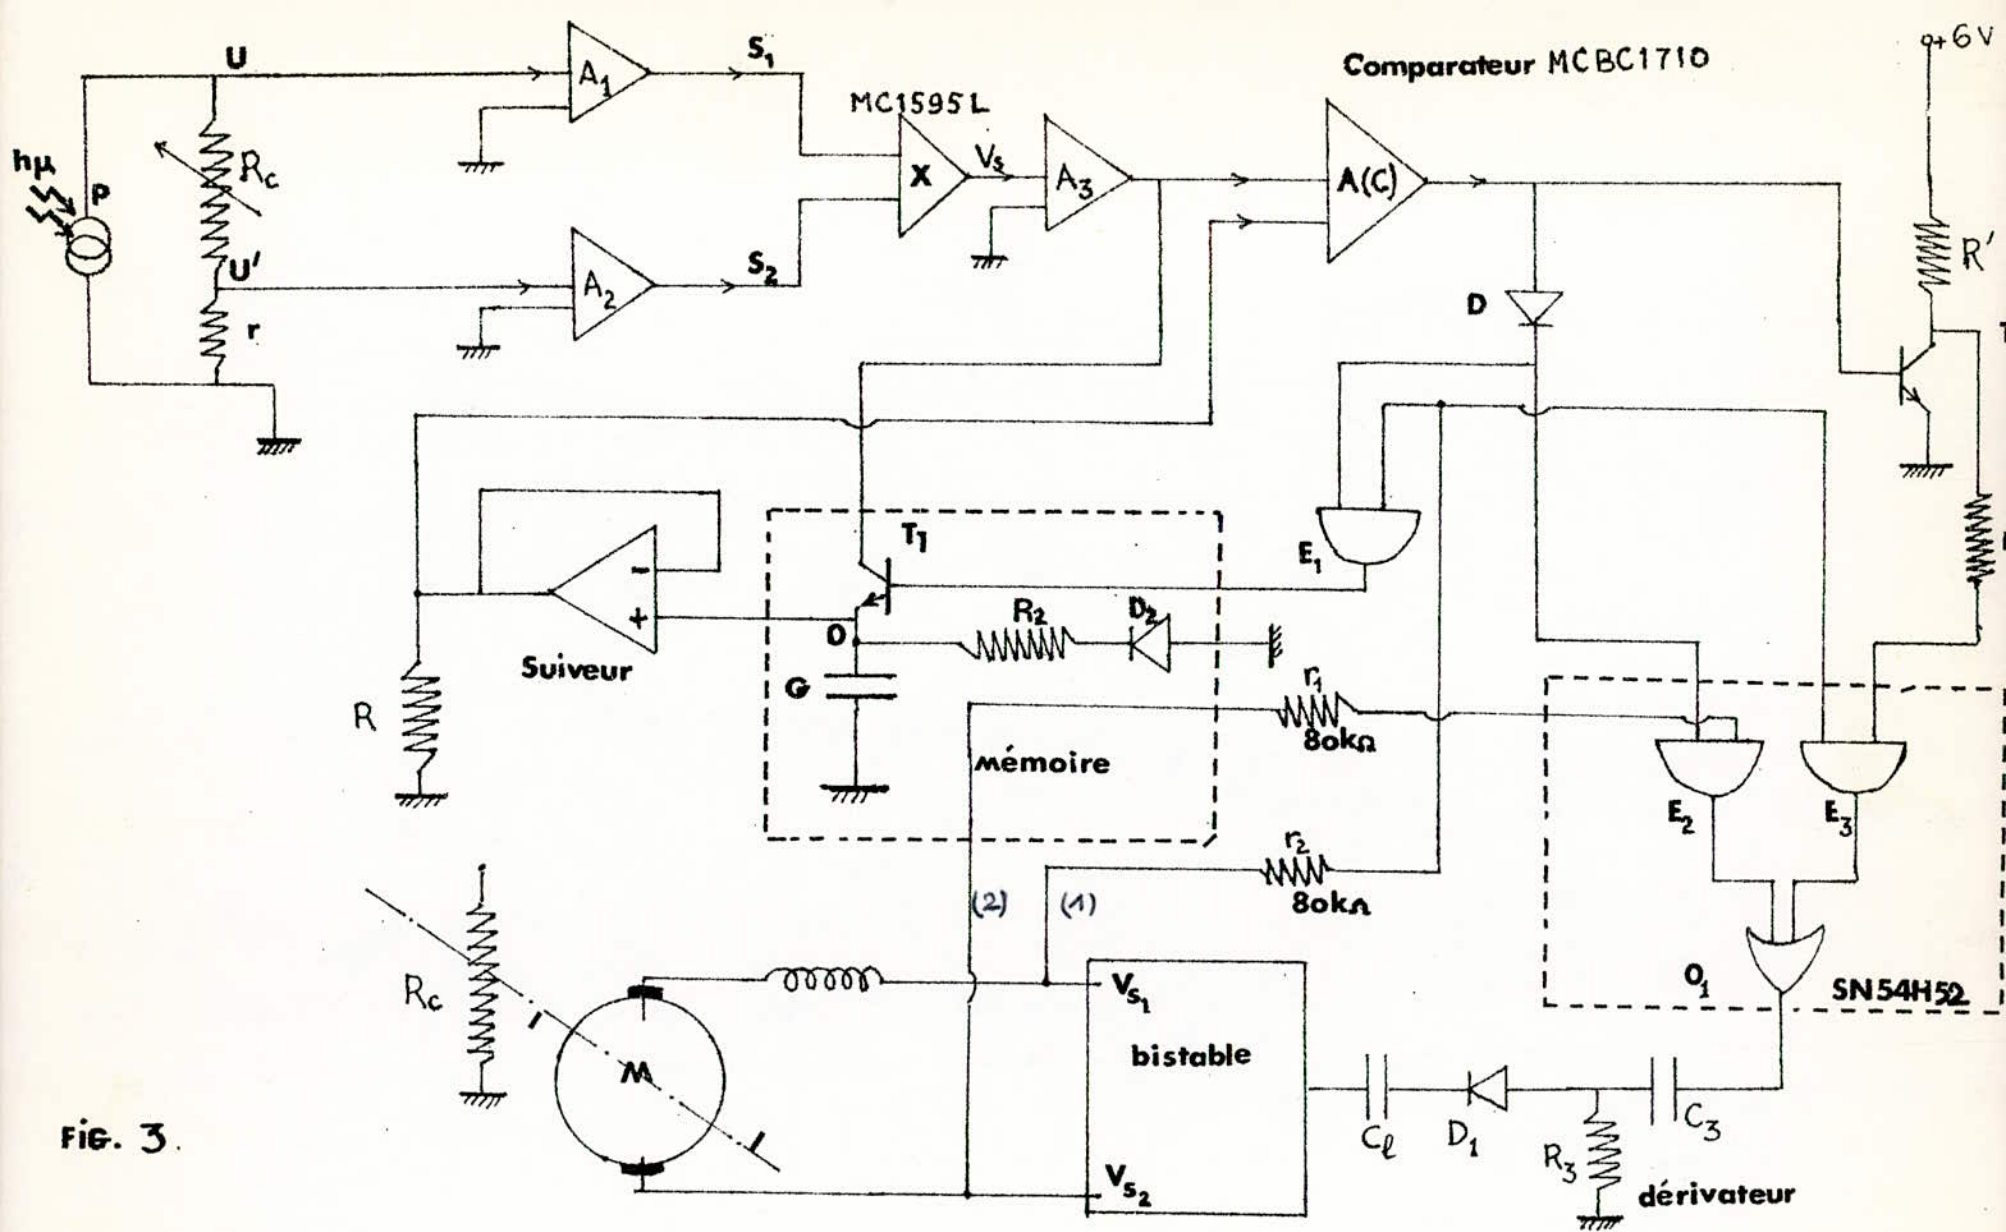 U
A₁
S₁
Comparateur MCBC1710
+6V
MC1595L
hµ
P
Rc
X
Vs
A₃
A(C)
R'
U'
A₂
S₂
r
D
T₁
E₁
-
+
O
R₂
D₂
Suiveur
G
R
r₁
80kΩ
mémoire
E₂
E₃
r₂
80kΩ
(2)
(1)
Rc
O₁
SN54H52
Vs₁
M
bistable
Cℓ
D₁
R₃
C₃
Vs₂
dérivateur
FiG. 3.